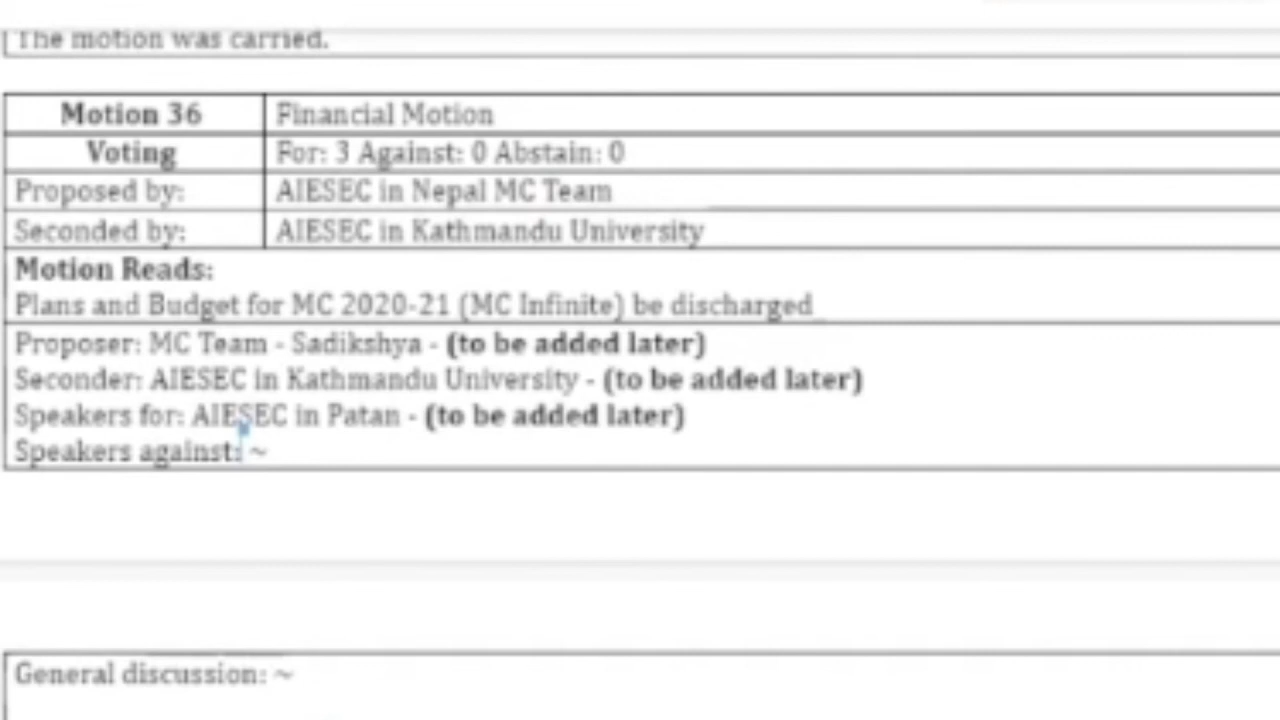 The motion was carried.
Motion 36 Financial Motion
Voting For: 3 Against: 0 Abstain: 0
Proposed by: AIESEC in Nepal MC Team
Seconded by: AIESEC in Kathmandu University
Motion Reads:
Plans and Budget for MC 2020-21 (MC Infinite) be discharged
Proposer: MC Team - Sadikshya - (to be added later)
Seconder: AIESEC in Kathmandu University - (to be added later)
Speakers for: AIESEC in Patan - (to be added later)
Speakers against: ~
General discussion: ~